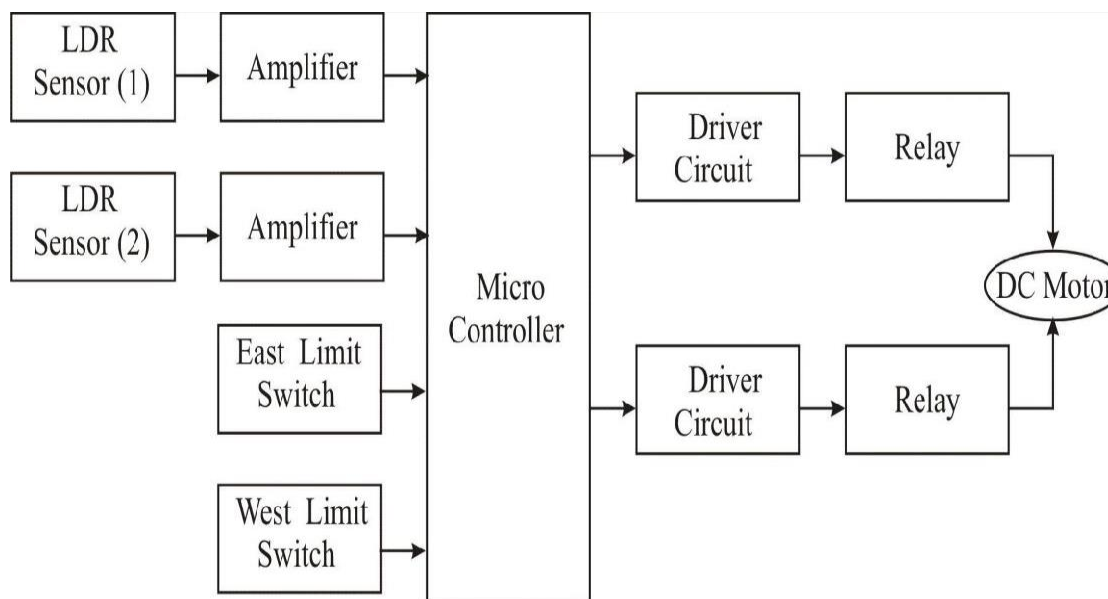 LDR
Sensor (1)
Amplifier
LDR
Sensor (2)
Amplifier
East Limit
Switch
West Limit
Switch
Micro
Controller
Driver
Circuit
Relay
Driver
Circuit
Relay
DC Motor